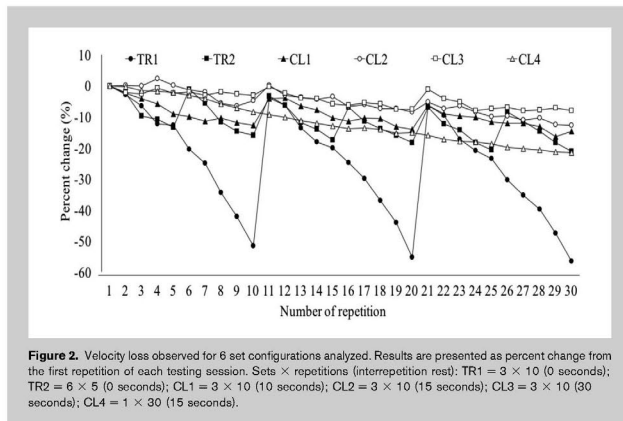 TR1 TR2 CL1 CL2 CL3 CL4
10
0
-10
-20
-30
-40
-50
-60
Percent change (%)
1 2 3 4 5 6 7 8 9 10 11 12 13 14 15 16 17 18 19 20 21 22 23 24 25 26 27 28 29 30
Number of repetition
Figure 2. Velocity loss observed for 6 set configurations analyzed. Results are presented as percent change from
the first repetition of each testing session. Sets × repetitions (interrepetition rest): TR1 = 3 × 10 (0 seconds);
TR2 = 6 × 5 (0 seconds); CL1 = 3 × 10 (10 seconds); CL2 = 3 × 10 (15 seconds); CL3 = 3 × 10 (30
seconds); CL4 = 1 × 30 (15 seconds).